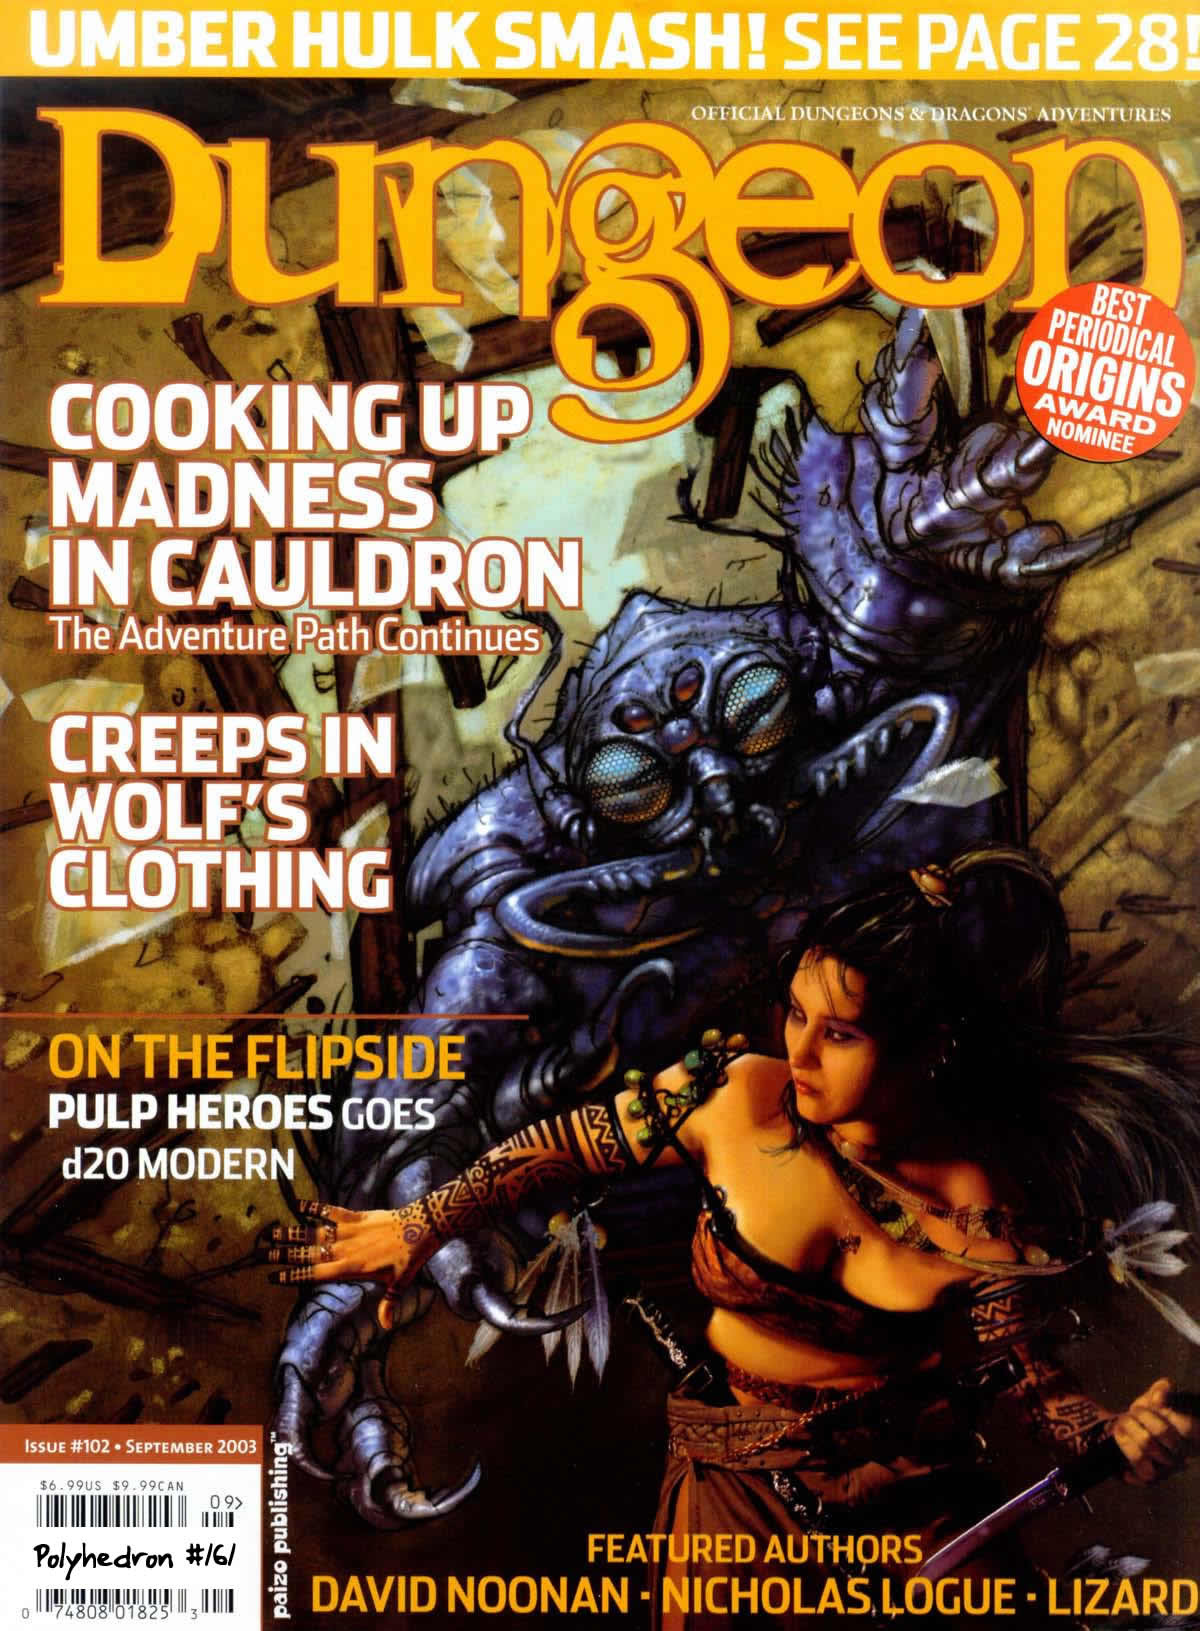 UMBER HULK SMASH! SEE PAGE 28!
OFFICIAL DUNGEONS & DRAGONS® ADVENTURES
Dungeon
BEST
PERIODICAL
ORIGINS
AWARD
NOMINEE
COOKING UP
MADNESS
IN CAULDRON
The Adventure Path Continues
CREEPS IN
WOLF'S
CLOTHING
ON THE FLIPSIDE
PULP HEROES GOES
d20 MODERN
ISSUE #102 • SEPTEMBER 2003
$6.99US $9.99CAN
09>
Polyhedron #161
0 74808 01825 3
paizo publishing™
FEATURED AUTHORS
DAVID NOONAN · NICHOLAS LOGUE · LIZARD